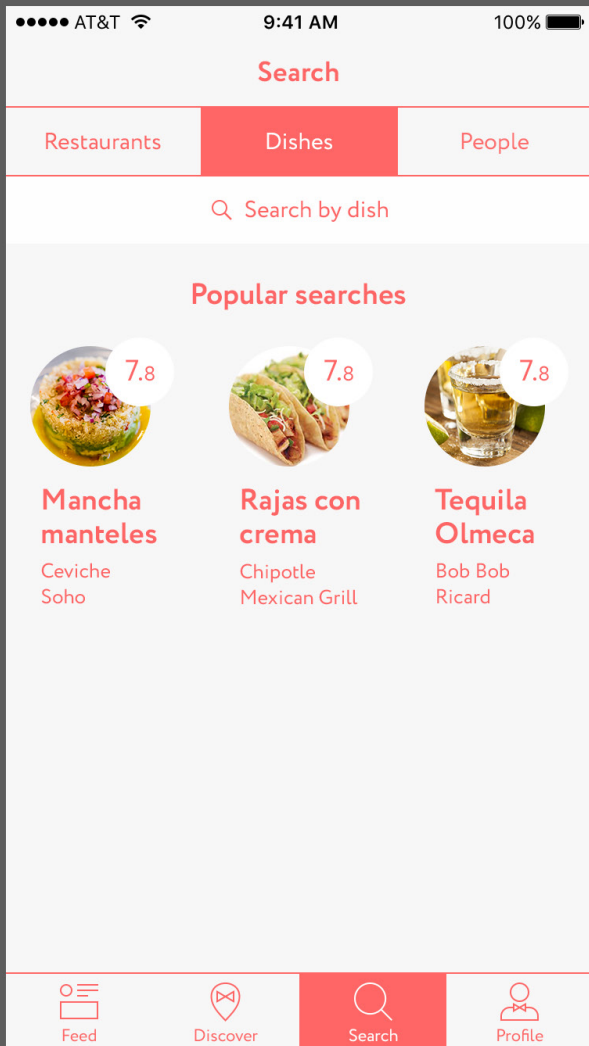 ●●●●● AT&T 9:41 AM 100%
Search
Restaurants Dishes People
Search by dish
Popular searches
7.8 7.8 7.8
Mancha
manteles
Ceviche
Soho
Rajas con
crema
Chipotle
Mexican Grill
Tequila
Olmeca
Bob Bob
Ricard
Feed Discover Search Profile